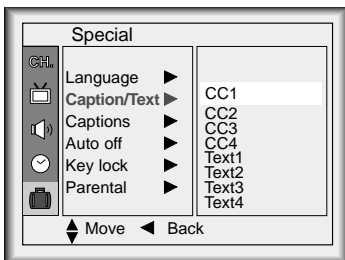 Special
CH.
Language
Caption/Text
Captions
Auto off
Key lock
Parental
CC1
CC2
CC3
CC4
Text1
Text2
Text3
Text4
Move Back